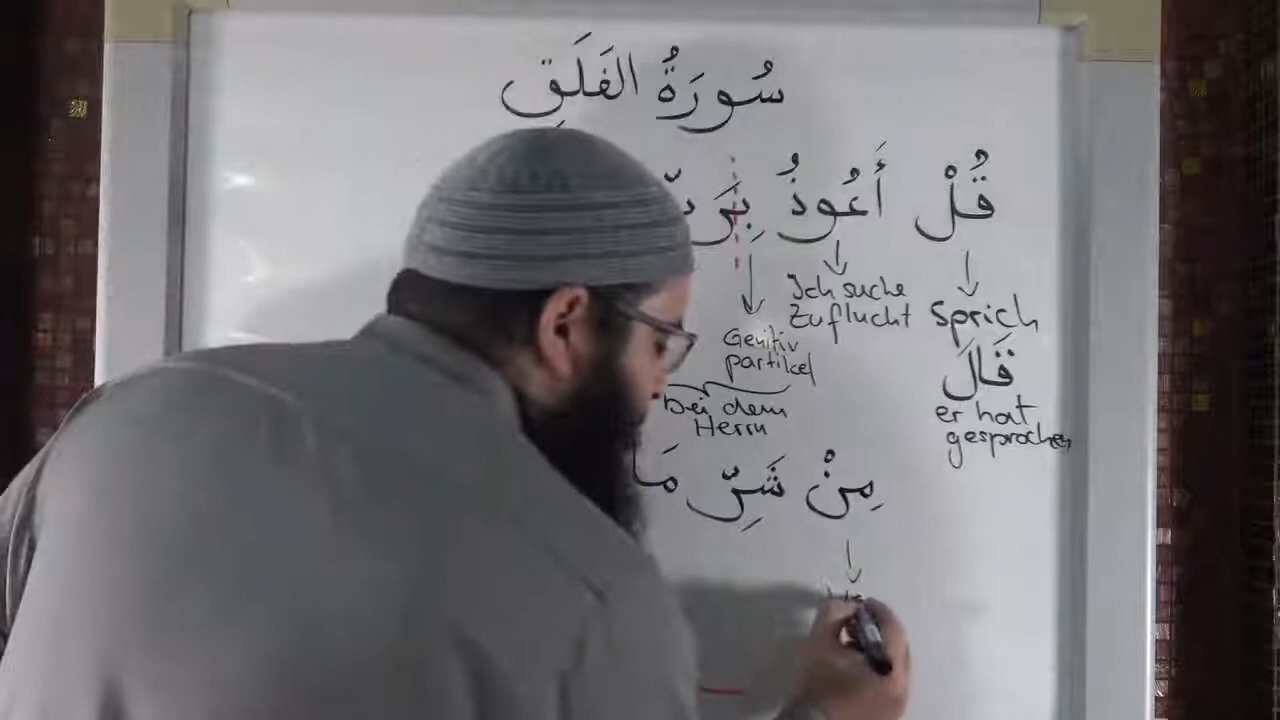 سُورَةُ الفَلَقِ
قُلْ أَعُوذُ بِرَبّ
Ich suche
Zuflucht
Sprich
قَالَ
er hat
gesprochen
Genitiv
partikel
bei dem
Herrn
مِنْ شَرِّ مَا